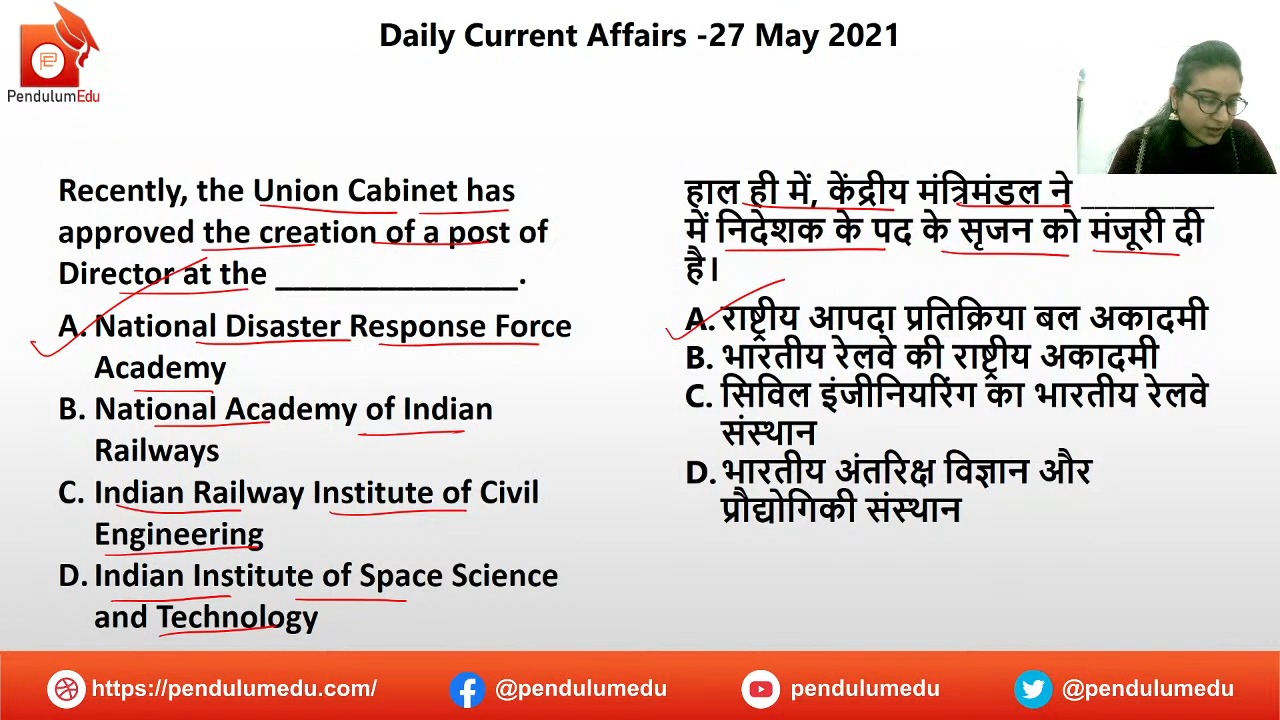 Daily Current Affairs -27 May 2021
PendulumEdu
Recently, the Union Cabinet has
approved the creation of a post of
Director at the ______________.
A. National Disaster Response Force
Academy
B. National Academy of Indian
Railways
C. Indian Railway Institute of Civil
Engineering
D. Indian Institute of Space Science
and Technology
हाल ही में, केंद्रीय मंत्रिमंडल ने ________
में निदेशक के पद के सृजन को मंजूरी दी
है।
A. राष्ट्रीय आपदा प्रतिक्रिया बल अकादमी
B. भारतीय रेलवे की राष्ट्रीय अकादमी
C. सिविल इंजीनियरिंग का भारतीय रेलवे
संस्थान
D. भारतीय अंतरिक्ष विज्ञान और
प्रौद्योगिकी संस्थान
https://pendulumedu.com/
@pendulumedu
pendulumedu
@pendulumedu